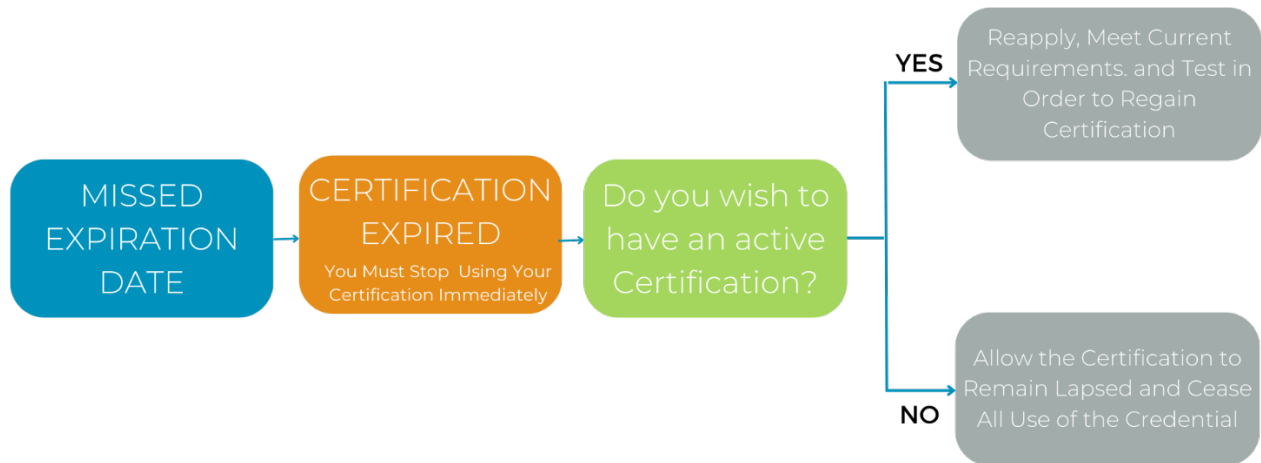 MISSED
EXPIRATION
DATE
CERTIFICATION
EXPIRED
You Must Stop Using Your
Certification Immediately
Do you wish to
have an active
Certification?
YES
Reapply, Meet Current
Requirements. and Test in
Order to Regain
Certification
NO
Allow the Certification to
Remain Lapsed and Cease
All Use of the Credential